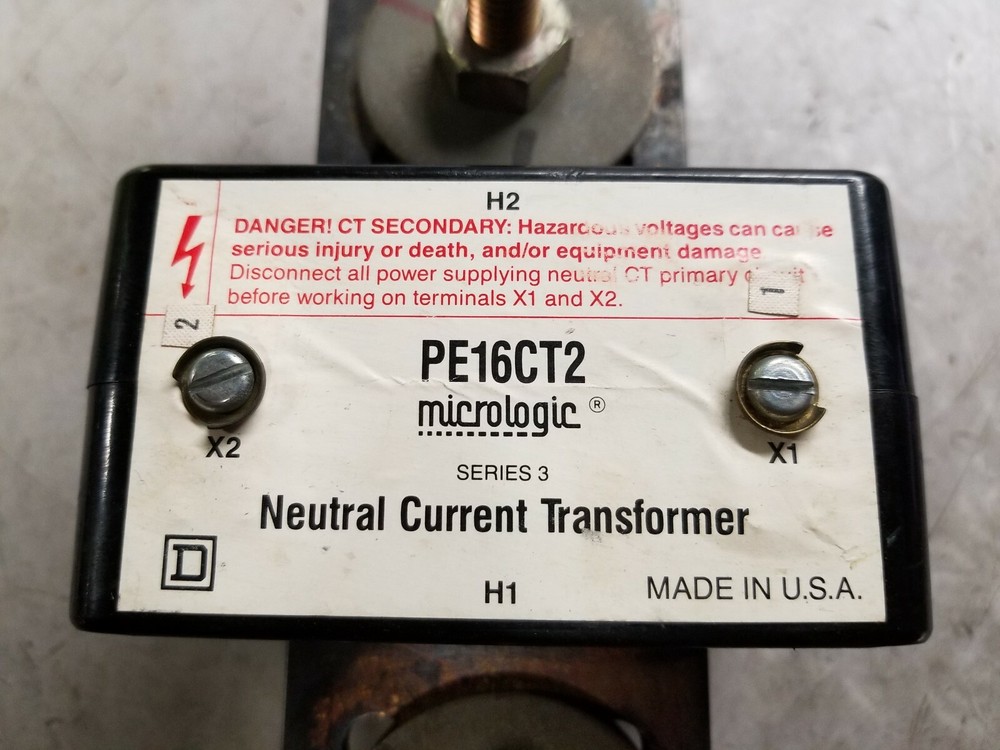 H2
DANGER! CT SECONDARY: Hazardous voltages can cause
serious injury or death, and/or equipment damage
Disconnect all power supplying neutral CT primary circuit
before working on terminals X1 and X2.
2
1
PE16CT2
micrologic ®
X2
X1
SERIES 3
Neutral Current Transformer
D
H1
MADE IN U.S.A.